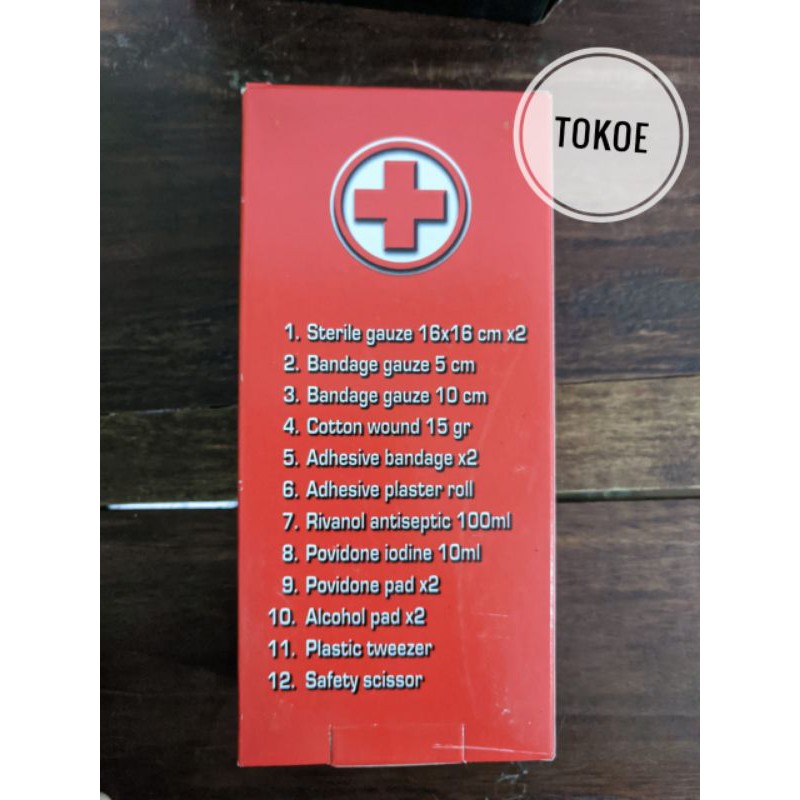 TOKOE
1. Sterile gauze 16x16 cm x2
2. Bandage gauze 5 cm
3. Bandage gauze 10 cm
4. Cotton wound 15 gr
5. Adhesive bandage x2
6. Adhesive plaster roll
7. Rivanol antiseptic 100ml
8. Povidone iodine 10ml
9. Povidone pad x2
10. Alcohol pad x2
11. Plastic tweezer
12. Safety scissor